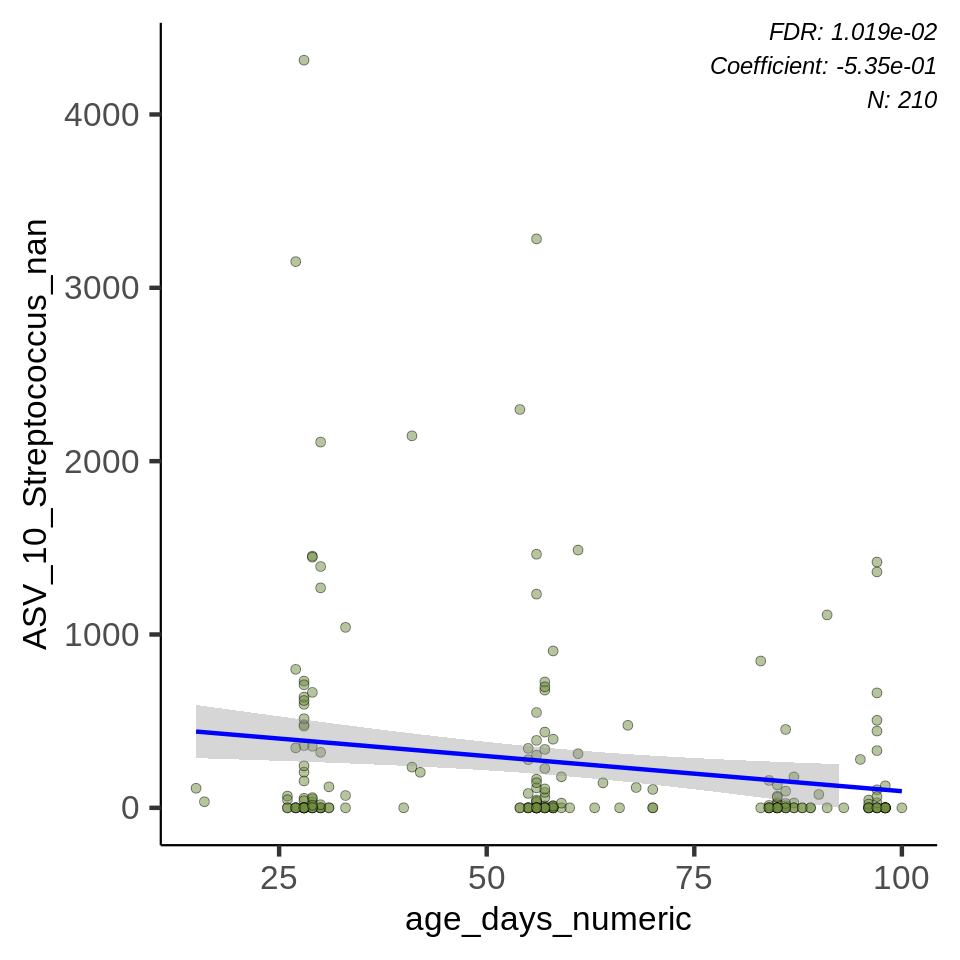 FDR: 1.019e-02
Coefficient: -5.35e-01
N: 210
4000
3000
2000
1000
0
ASV_10_Streptococcus_nan
25 50 75 100
age_days_numeric